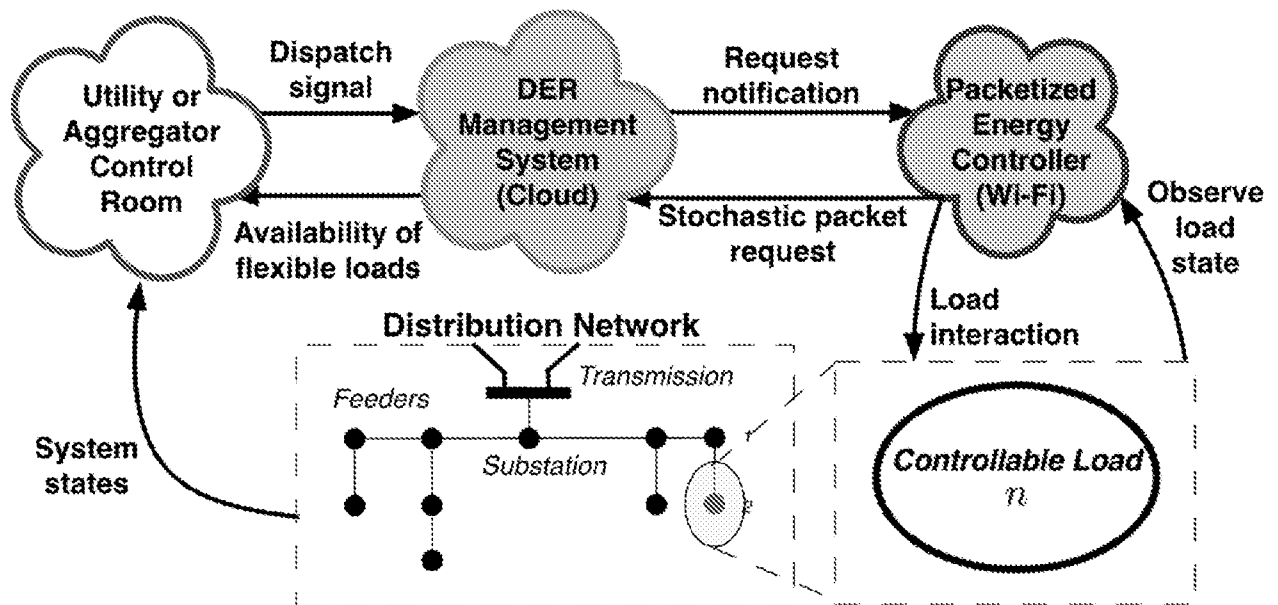 Utility or
Aggregator
Control
Room
Dispatch
signal
DER
Management
System
(Cloud)
Request
notification
Packetized
Energy
Controller
(Wi-Fi)
Availability of
flexible loads
Stochastic packet
request
Observe
load
state
Load
interaction
Distribution Network
Transmission
Feeders
Substation
System
states
Controllable Load
n